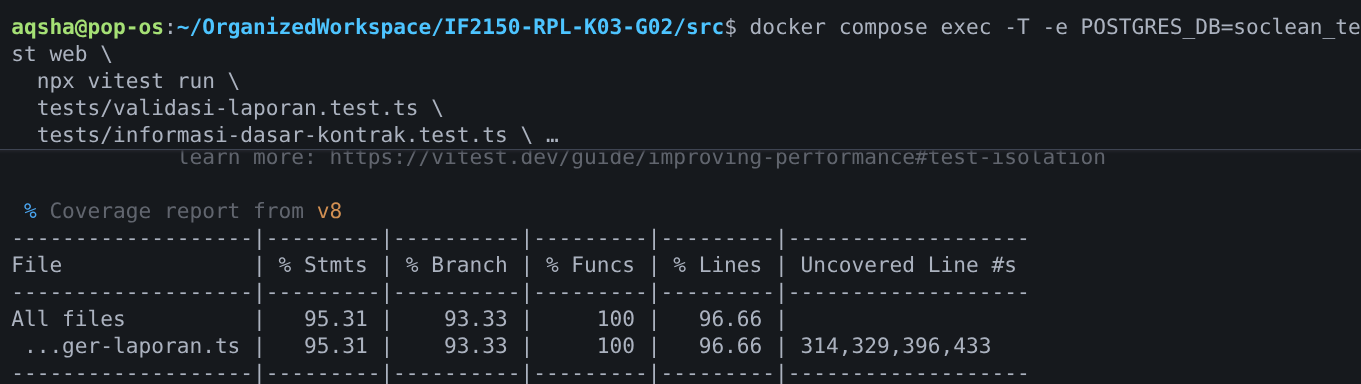 aqsha@pop-os:~/OrganizedWorkspace/IF2150-RPL-K03-G02/src$ docker compose exec -T -e POSTGRES_DB=soclean_te
st web \
  npx vitest run \
  tests/validasi-laporan.test.ts \
  tests/informasi-dasar-kontrak.test.ts \ …
             learn more: https://vitest.dev/guide/improving-performance#test-isolation
 % Coverage report from v8
-------------------|---------|----------|---------|---------|-------------------
File               | % Stmts | % Branch | % Funcs | % Lines | Uncovered Line #s
-------------------|---------|----------|---------|---------|-------------------
All files          |   95.31 |    93.33 |     100 |   96.66 |
 ...ger-laporan.ts |   95.31 |    93.33 |     100 |   96.66 | 314,329,396,433
-------------------|---------|----------|---------|---------|-------------------